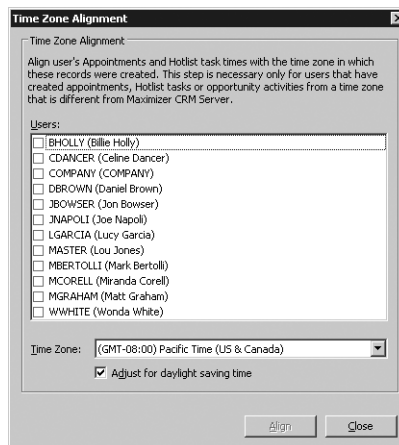 Time Zone Alignment
Time Zone Alignment
Align user's Appointments and Hotlist task times with the time zone in which
these records were created. This step is necessary only for users that have
created appointments, Hotlist tasks or opportunity activities from a time zone
that is different from Maximizer CRM Server.
Users:
BHOLLY (Billie Holly)
CDANCER (Celine Dancer)
COMPANY (COMPANY)
DBROWN (Daniel Brown)
JBOWSER (Jon Bowser)
JNAPOLI (Joe Napoli)
LGARCIA (Lucy Garcia)
MASTER (Lou Jones)
MBERTOLLI (Mark Bertolli)
MCORELL (Miranda Corell)
MGRAHAM (Matt Graham)
WWHITE (Wonda White)
Time Zone: (GMT-08:00) Pacific Time (US & Canada)
Adjust for daylight saving time
Align Close